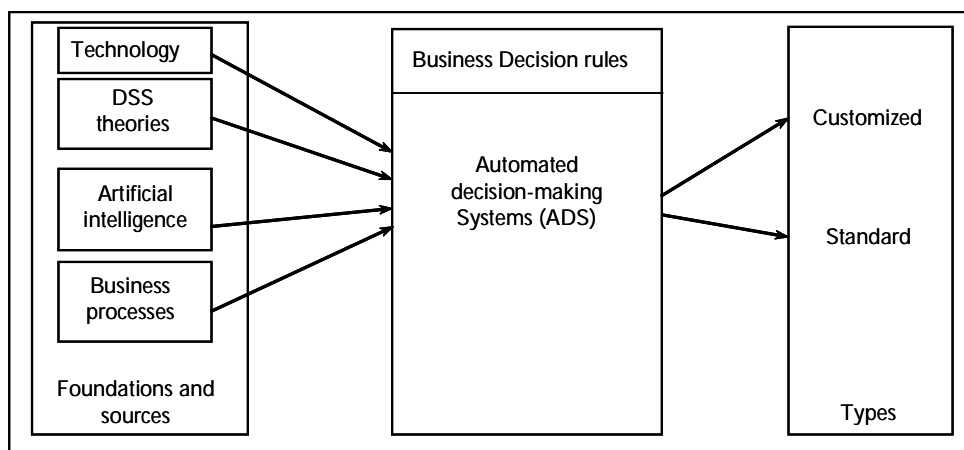 Technology
DSS
theories
Artificial
intelligence
Business
processes
Foundations and
sources
Business Decision rules
Automated
decision-making
Systems (ADS)
Customized
Standard
Types